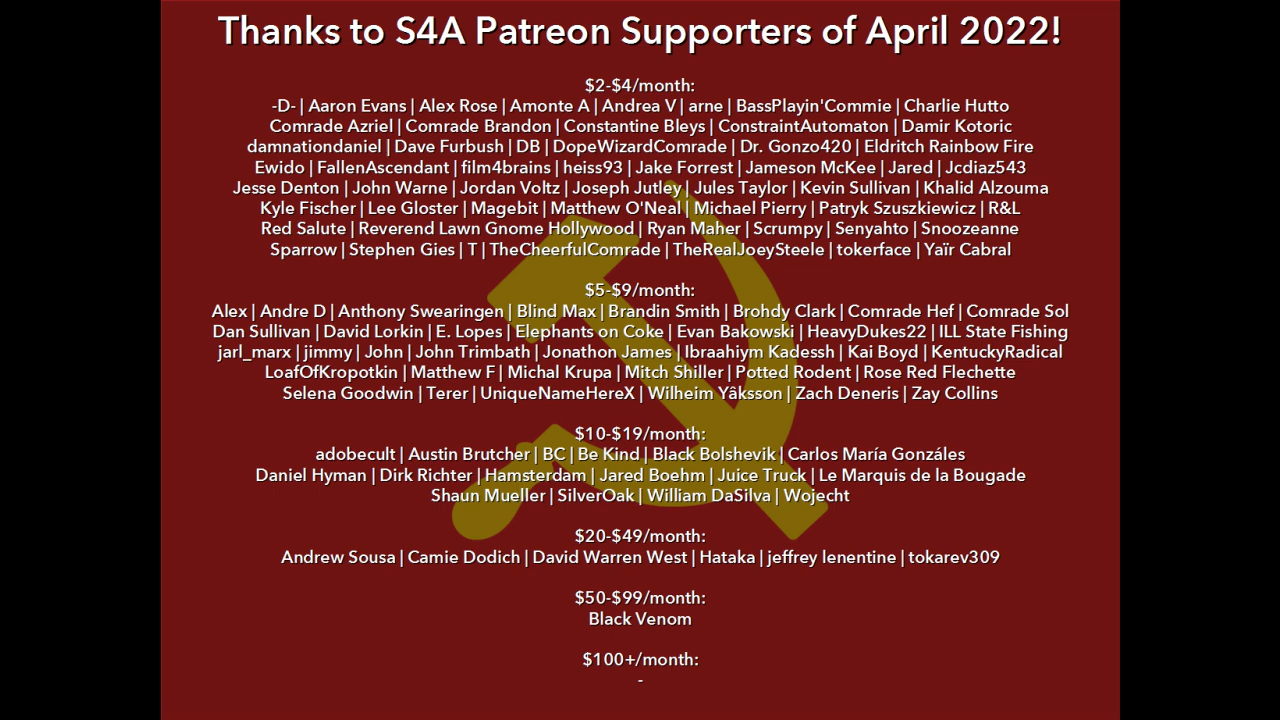 Thanks to S4A Patreon Supporters of April 2022!
$2-$4/month:
-D- | Aaron Evans | Alex Rose | Amonte A | Andrea V | arne | BassPlayin'Commie | Charlie Hutto
Comrade Azriel | Comrade Brandon | Constantine Bleys | ConstraintAutomaton | Damir Kotoric
damnationdaniel | Dave Furbush | DB | DopeWizardComrade | Dr. Gonzo420 | Eldritch Rainbow Fire
Ewido | FallenAscendant | film4brains | heiss93 | Jake Forrest | Jameson McKee | Jared | Jcdiaz543
Jesse Denton | John Warne | Jordan Voltz | Joseph Jutley | Jules Taylor | Kevin Sullivan | Khalid Alzouma
Kyle Fischer | Lee Gloster | Magebit | Matthew O'Neal | Michael Pierry | Patryk Szuszkiewicz | R&L
Red Salute | Reverend Lawn Gnome Hollywood | Ryan Maher | Scrumpy | Senyahto | Snoozeanne
Sparrow | Stephen Gies | T | TheCheerfulComrade | TheRealJoeySteele | tokerface | Yaïr Cabral
$5-$9/month:
Alex | Andre D | Anthony Swearingen | Blind Max | Brandin Smith | Brohdy Clark | Comrade Hef | Comrade Sol
Dan Sullivan | David Lorkin | E. Lopes | Elephants on Coke | Evan Bakowski | HeavyDukes22 | ILL State Fishing
jarl_marx | jimmy | John | John Trimbath | Jonathon James | Ibraahiym Kadessh | Kai Boyd | KentuckyRadical
LoafOfKropotkin | Matthew F | Michal Krupa | Mitch Shiller | Potted Rodent | Rose Red Flechette
Selena Goodwin | Terer | UniqueNameHereX | Wilheim Yâksson | Zach Deneris | Zay Collins
$10-$19/month:
adobecult | Austin Brutcher | BC | Be Kind | Black Bolshevik | Carlos María Gonzáles
Daniel Hyman | Dirk Richter | Hamsterdam | Jared Boehm | Juice Truck | Le Marquis de la Bougade
Shaun Mueller | SilverOak | William DaSilva | Wojecht
$20-$49/month:
Andrew Sousa | Camie Dodich | David Warren West | Hataka | jeffrey lenentine | tokarev309
$50-$99/month:
Black Venom
$100+/month:
-